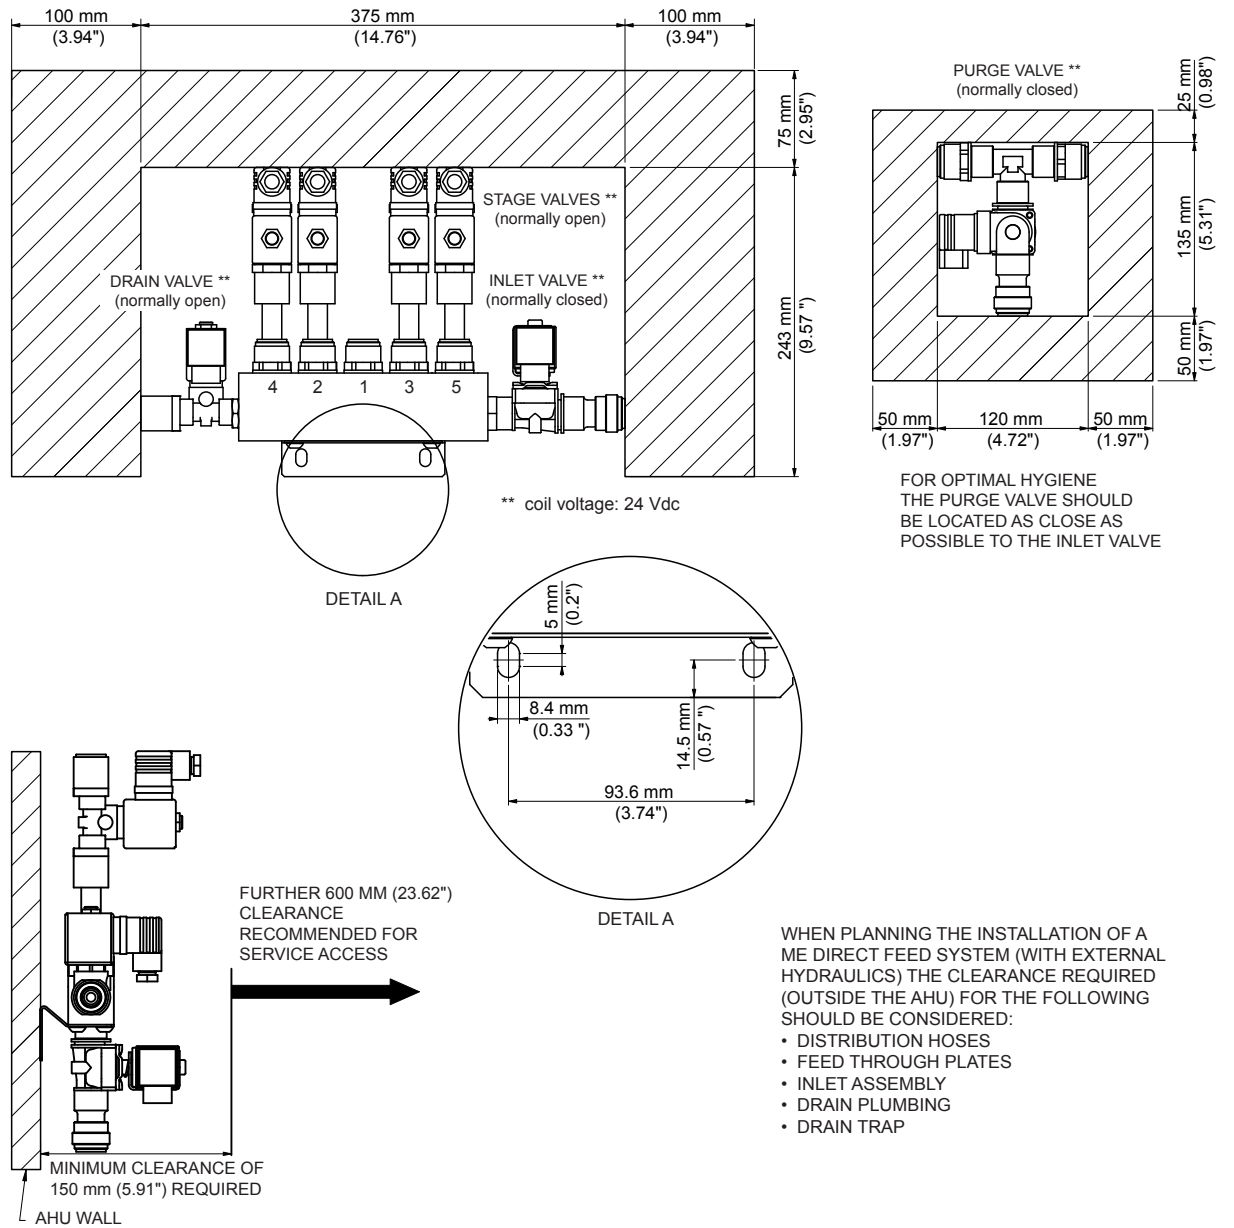 100 mm
(3.94")
375 mm
(14.76")
100 mm
(3.94")
75 mm
(2.95")
243 mm
(9.57 ")
STAGE VALVES **
(normally open)
DRAIN VALVE **
(normally open)
INLET VALVE **
(normally closed)
4 2 1 3 5
** coil voltage: 24 Vdc
DETAIL A
PURGE VALVE **
(normally closed)
25 mm
(0.98")
135 mm
(5.31")
50 mm
(1.97")
50 mm
(1.97")
120 mm
(4.72")
50 mm
(1.97")
FOR OPTIMAL HYGIENE
THE PURGE VALVE SHOULD
BE LOCATED AS CLOSE AS
POSSIBLE TO THE INLET VALVE
5 mm
(0.2")
8.4 mm
(0.33 ")
14.5 mm
(0.57 ")
93.6 mm
(3.74")
DETAIL A
FURTHER 600 MM (23.62")
CLEARANCE
RECOMMENDED FOR
SERVICE ACCESS
MINIMUM CLEARANCE OF
150 mm (5.91") REQUIRED
AHU WALL
WHEN PLANNING THE INSTALLATION OF A
ME DIRECT FEED SYSTEM (WITH EXTERNAL
HYDRAULICS) THE CLEARANCE REQUIRED
(OUTSIDE THE AHU) FOR THE FOLLOWING
SHOULD BE CONSIDERED:
• DISTRIBUTION HOSES
• FEED THROUGH PLATES
• INLET ASSEMBLY
• DRAIN PLUMBING
• DRAIN TRAP